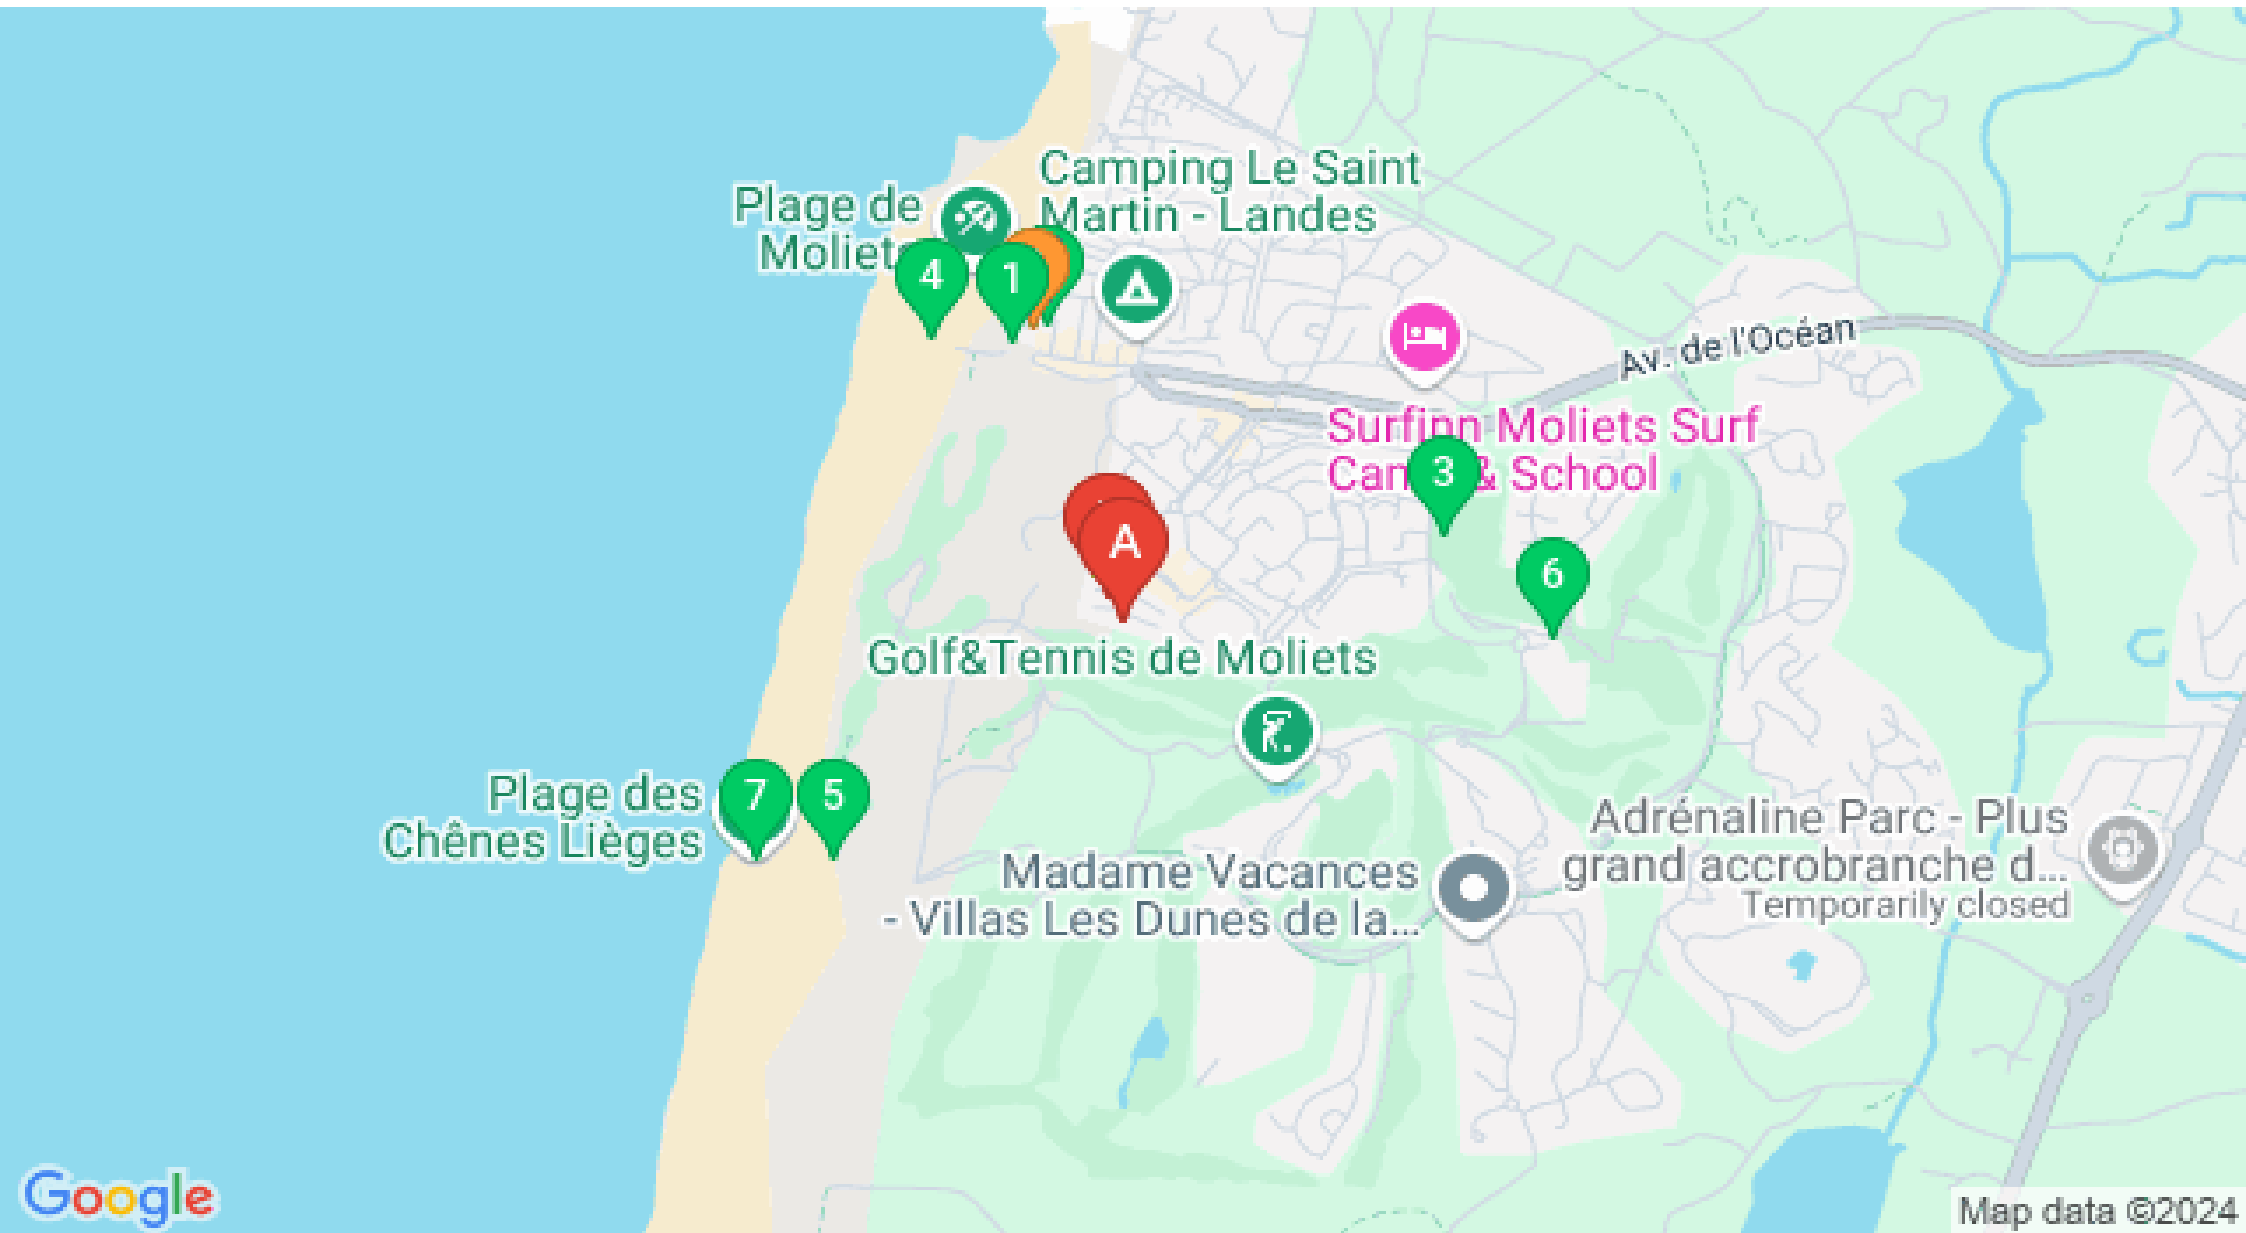 Camping Le Saint
Martin - Landes
Plage de
Moliets
4
1
Av. de l'Océan
Surfinn Moliets Surf
Camp & School
3
A
6
Golf&Tennis de Moliets
Plage des
Chênes Lièges
7
5
Adrénaline Parc - Plus
grand accrobranche d...
Temporarily closed
Madame Vacances
- Villas Les Dunes de la...
Google
Map data ©2024